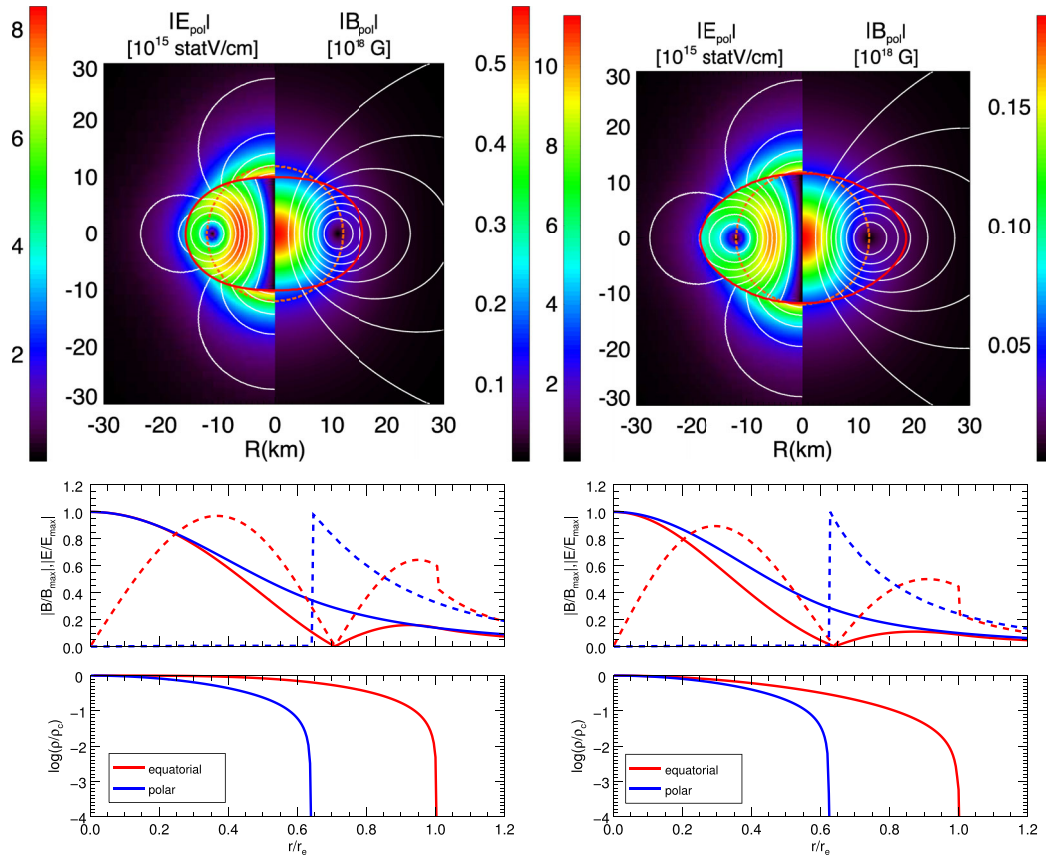 |E_pol| |B_pol|
[10^15 statV/cm] [10^18 G]
8
6
4
2
30
20
10
0
-10
-20
-30
0.5
0.4
0.3
0.2
0.1
-30 -20 -10 0 10 20 30
R(km)
|E_pol| |B_pol|
[10^15 statV/cm] [10^18 G]
10
8
6
4
2
30
20
10
0
-10
-20
-30
0.15
0.10
0.05
-30 -20 -10 0 10 20 30
R(km)
|B/B_max|,|E/E_max|
1.2
1.0
0.8
0.6
0.4
0.2
0.0
log(ρ/ρ_c)
0
−1
−2
−3
−4
equatorial
polar
0.0 0.2 0.4 0.6 0.8 1.0 1.2
r/r_e
|B/B_max|,|E/E_max|
1.2
1.0
0.8
0.6
0.4
0.2
0.0
log(ρ/ρ_c)
0
−1
−2
−3
−4
equatorial
polar
0.0 0.2 0.4 0.6 0.8 1.0 1.2
r/r_e